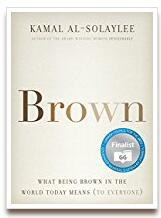 KAMAL AL-SOLAYLEE
AUTHOR OF THE AWARD-WINNING MEMOIR INTOLERABLE
Brown
Finalist
GG
WHAT BEING BROWN IN THE
WORLD TODAY MEANS (TO EVERYONE)